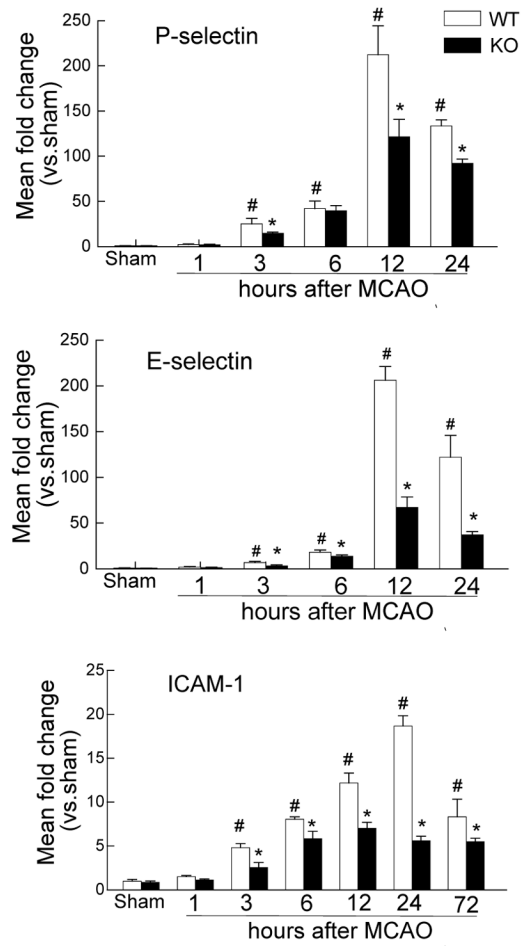 P-selectin
WT
KO
Mean fold change
(vs.sham)
250
200
150
100
50
0
#
*
#
#
*
#
*
Sham 1 3 6 12 24
hours after MCAO
E-selectin
Mean fold change
(vs.sham)
250
200
150
100
50
0
# *
# *
#
*
#
*
Sham 1 3 6 12 24
hours after MCAO
ICAM-1
Mean fold change
(vs.sham)
25
20
15
10
5
0
#
*
#
*
#
*
#
*
#
*
Sham 1 3 6 12 24 72
hours after MCAO